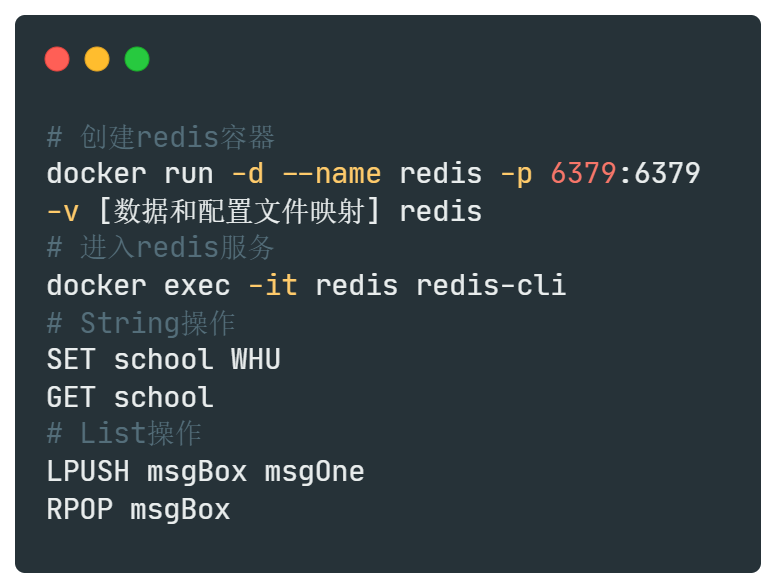 # 创建redis容器
docker run -d --name redis -p 6379:6379
-v [数据和配置文件映射] redis
# 进入redis服务
docker exec -it redis redis-cli
# String操作
SET school WHU
GET school
# List操作
LPUSH msgBox msgOne
RPOP msgBox